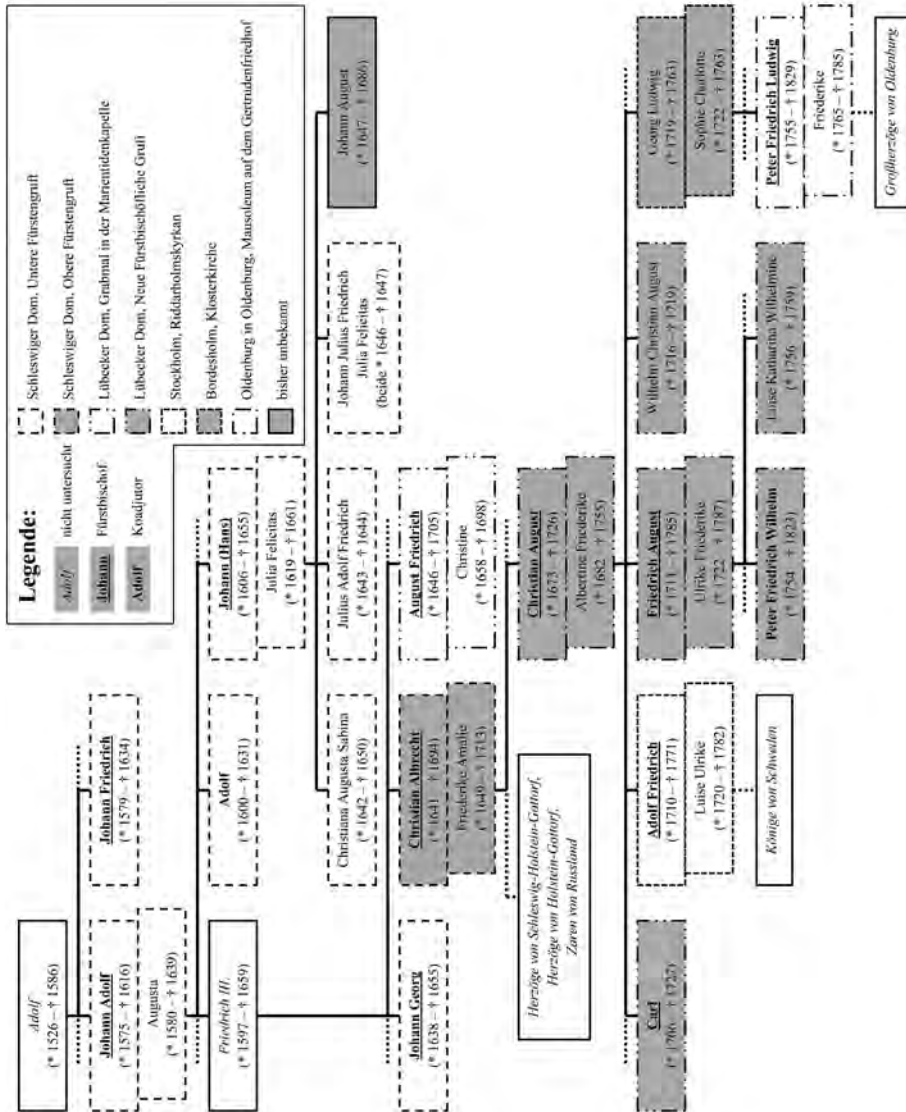 Legende:
Adolf nicht untersucht
Johann Fürstbischof
Adolf Koadjutor
Schleswiger Dom, Untere Fürstengruft
Schleswiger Dom, Obere Fürstengruft
Lübecker Dom, Grabmal in der Marientidenkapelle
Lübecker Dom, Neue Fürstbischöfliche Gruft
Stockholm, Riddarholmskyrkan
Bordesholm, Klosterkirche
Oldenburg in Oldenburg, Mausoleum auf dem Gertrudenfriedhof
bisher unbekannt
Adolf
(* 1526 – † 1586)
Johann Adolf
(* 1575 – † 1616)
Johann Friedrich
(* 1579 – † 1634)
Augusta
(* 1580 – † 1639)
Friedrich III.
(* 1597 – † 1659)
Adolf
(* 1600 – † 1631)
Johann (Hans)
(* 1606 – † 1655)
Julia Felicitas
(* 1619 – † 1661)
Christiana Augusta Sabina
(* 1642 – † 1650)
Julius Adolf Friedrich
(* 1643 – † 1644)
Johann Julius Friedrich
Julia Felicitas
(beide * 1646 – † 1647)
Johann August
(* 1647 – † 1686)
Johann Georg
(* 1638 – † 1655)
Christian Albrecht
(* 1641 – † 1694)
August Friedrich
(* 1646 – † 1705)
Friederike Amalie
(* 1649 – † 1713)
Christine
(* 1658 – † 1698)
Herzöge von Schleswig-Holstein-Gottorf,
Herzöge von Holstein-Gottorf,
Zaren von Russland
Christian August
(* 1673 – † 1726)
Albertine Friederike
(* 1682 – † 1755)
Carl
(* 1706 – † 1727)
Adolf Friedrich
(* 1710 – † 1771)
Friedrich August
(* 1711 – † 1785)
Wilhelm Christian August
(* 1716 – † 1719)
Georg Ludwig
(* 1719 – † 1763)
Luise Ulrike
(* 1720 – † 1782)
Ulrike Friederike
(* 1722 – † 1787)
Sophie Charlotte
(* 1722 – † 1763)
Könige von Schweden
Peter Friedrich Wilhelm
(* 1754 – † 1823)
Luise Katharina Wilhelmine
(* 1756 – † 1759)
Peter Friedrich Ludwig
(* 1755 – † 1829)
Friederike
(* 1765 – † 1785)
Großherzöge von Oldenburg